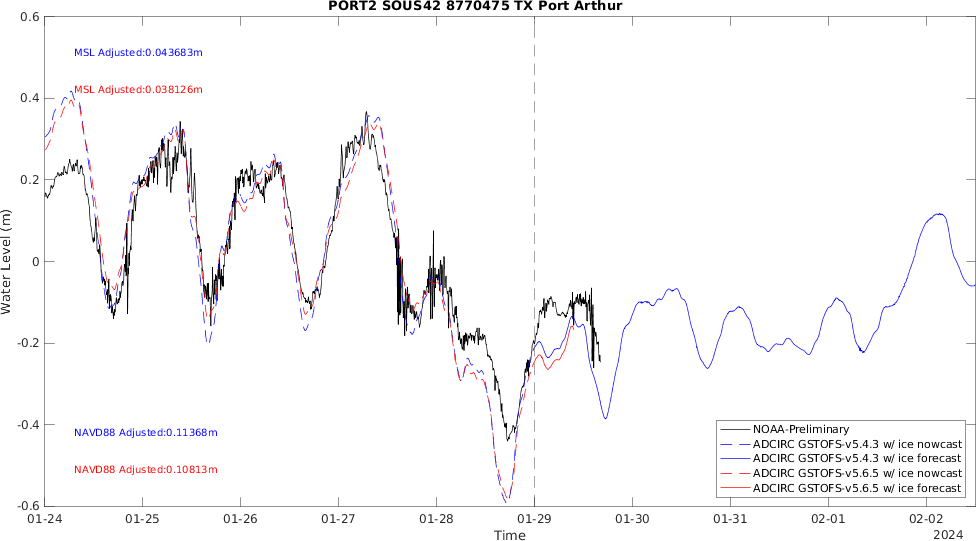 PORT2 SOUS42 8770475 TX Port Arthur
0.6
MSL Adjusted:0.043683m
MSL Adjusted:0.038126m
0.4
0.2
0
-0.2
-0.4
-0.6
Water Level (m)
NAVD88 Adjusted:0.11368m
NAVD88 Adjusted:0.10813m
NOAA-Preliminary
ADCIRC GSTOFS-v5.4.3 w/ ice nowcast
ADCIRC GSTOFS-v5.4.3 w/ ice forecast
ADCIRC GSTOFS-v5.6.5 w/ ice nowcast
ADCIRC GSTOFS-v5.6.5 w/ ice forecast
01-24 01-25 01-26 01-27 01-28 01-29 01-30 01-31 02-01 02-02
Time
2024